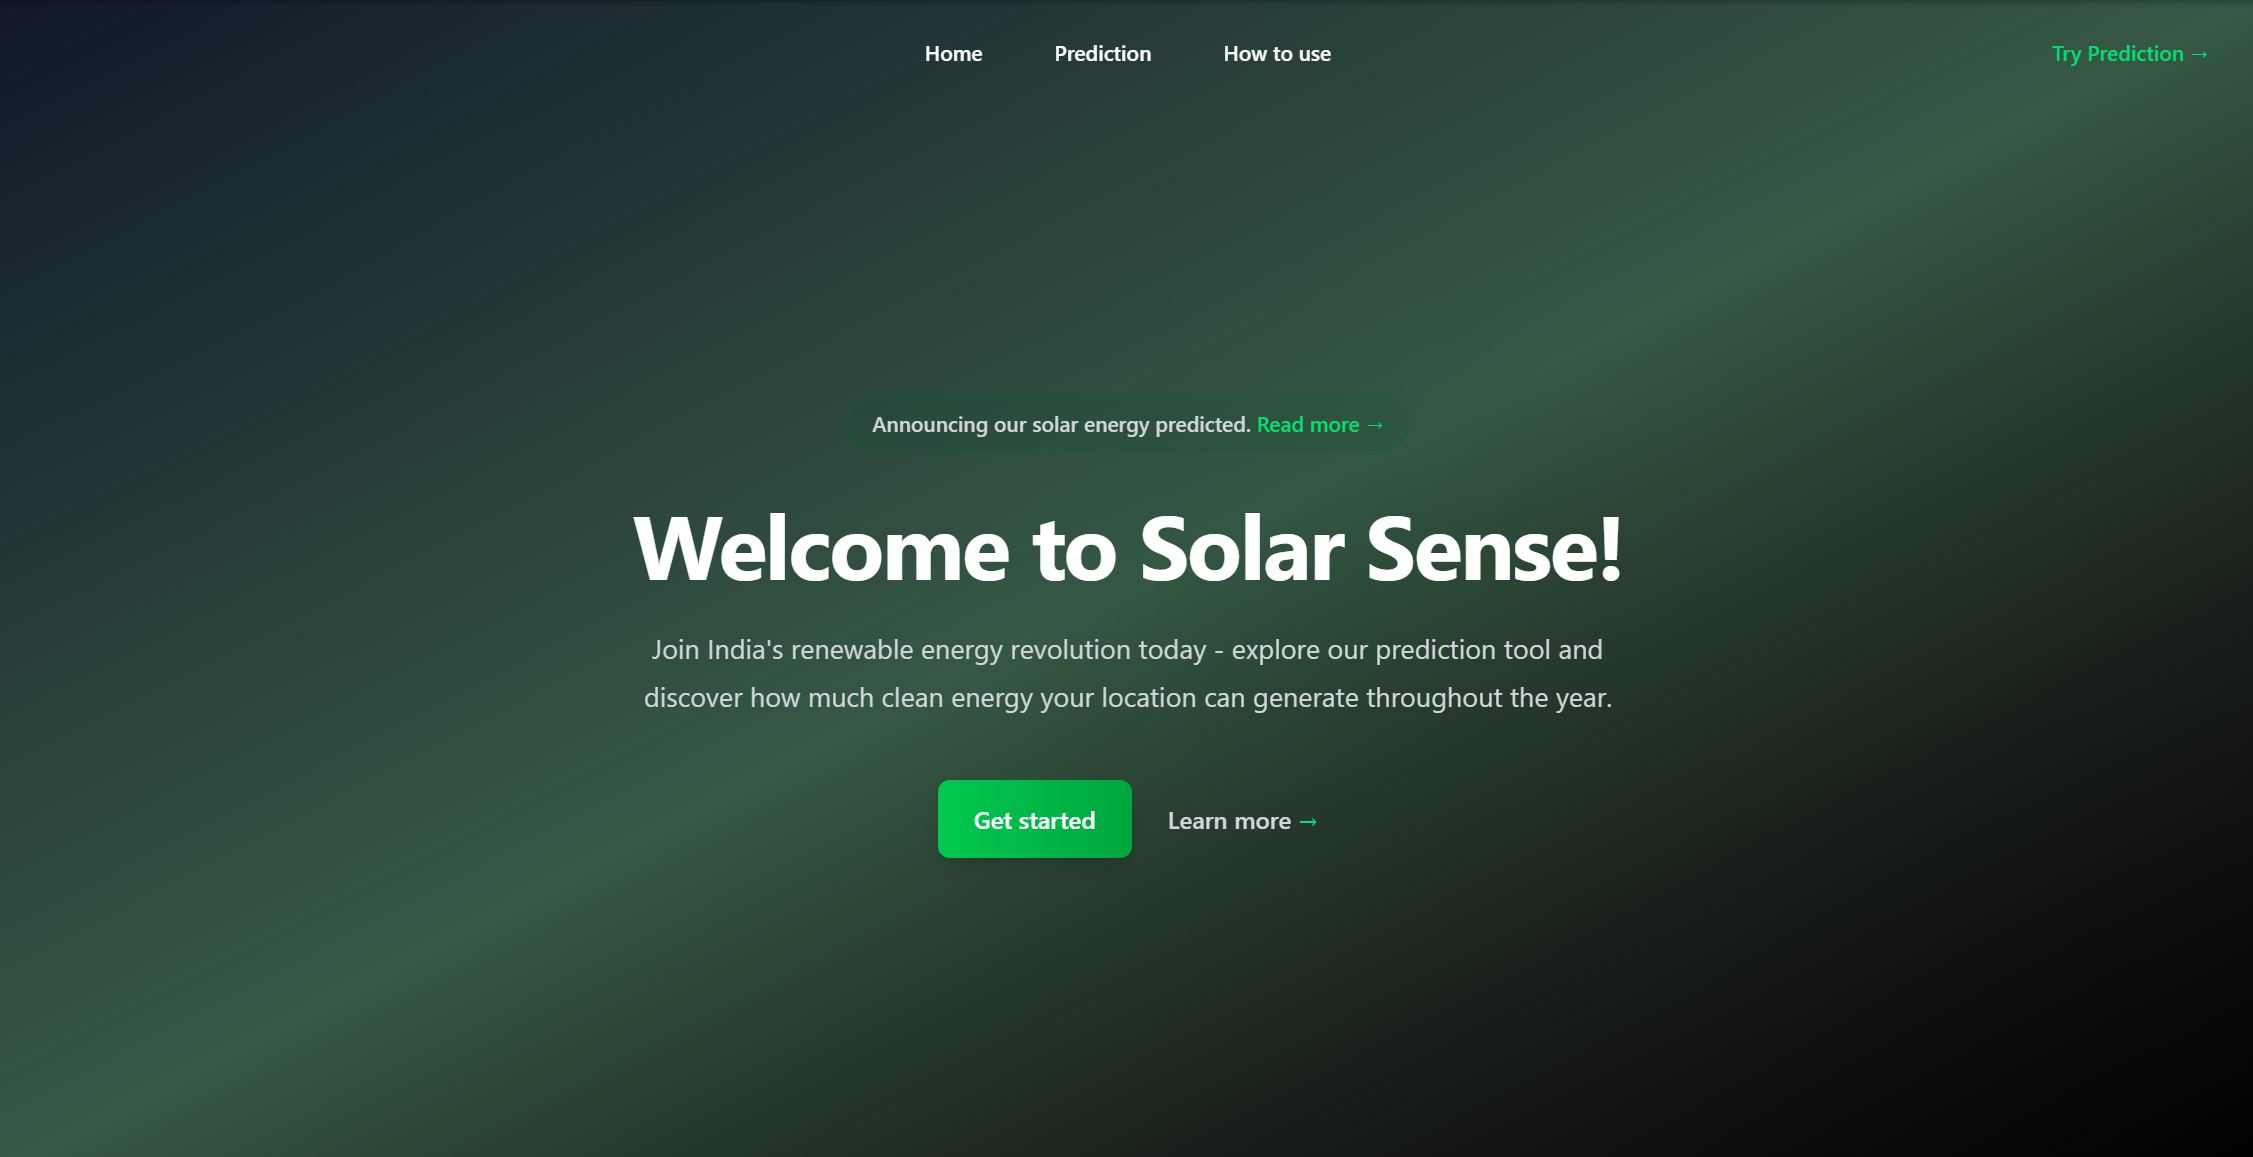 Home Prediction How to use Try Prediction →
Announcing our solar energy predicted. Read more →
Welcome to Solar Sense!
Join India's renewable energy revolution today - explore our prediction tool and
discover how much clean energy your location can generate throughout the year.
Get started Learn more →